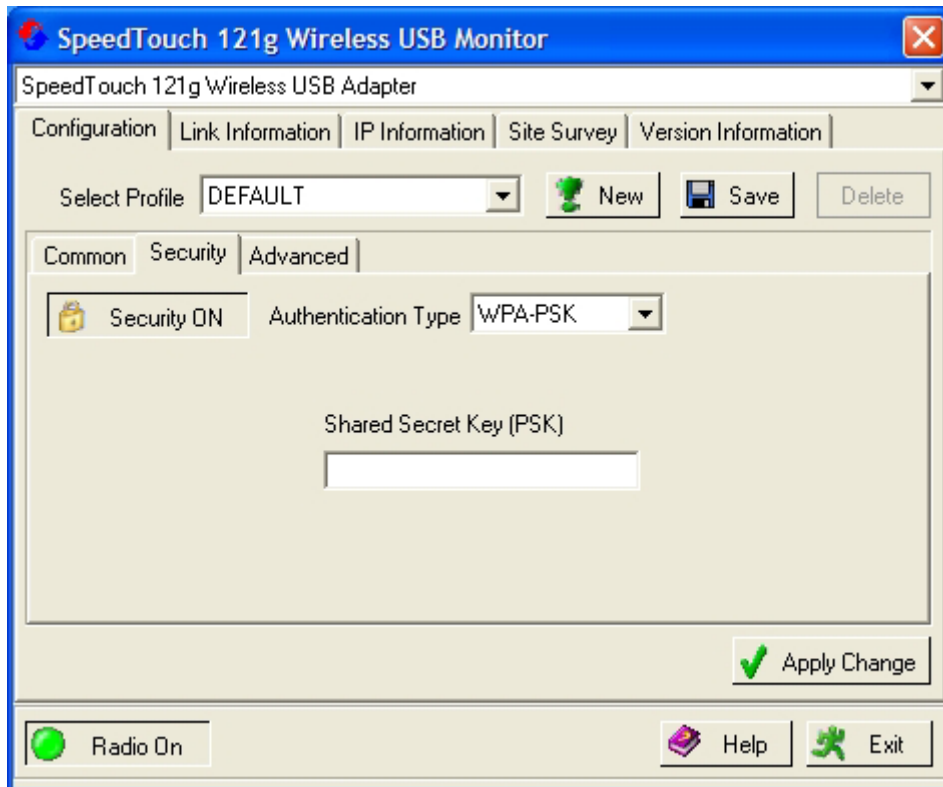 SpeedTouch 121g Wireless USB Monitor
SpeedTouch 121g Wireless USB Adapter
Configuration Link Information IP Information Site Survey Version Information
Select Profile DEFAULT New Save Delete
Common Security Advanced
Security ON Authentication Type WPA-PSK
Shared Secret Key (PSK)
Apply Change
Radio On Help Exit